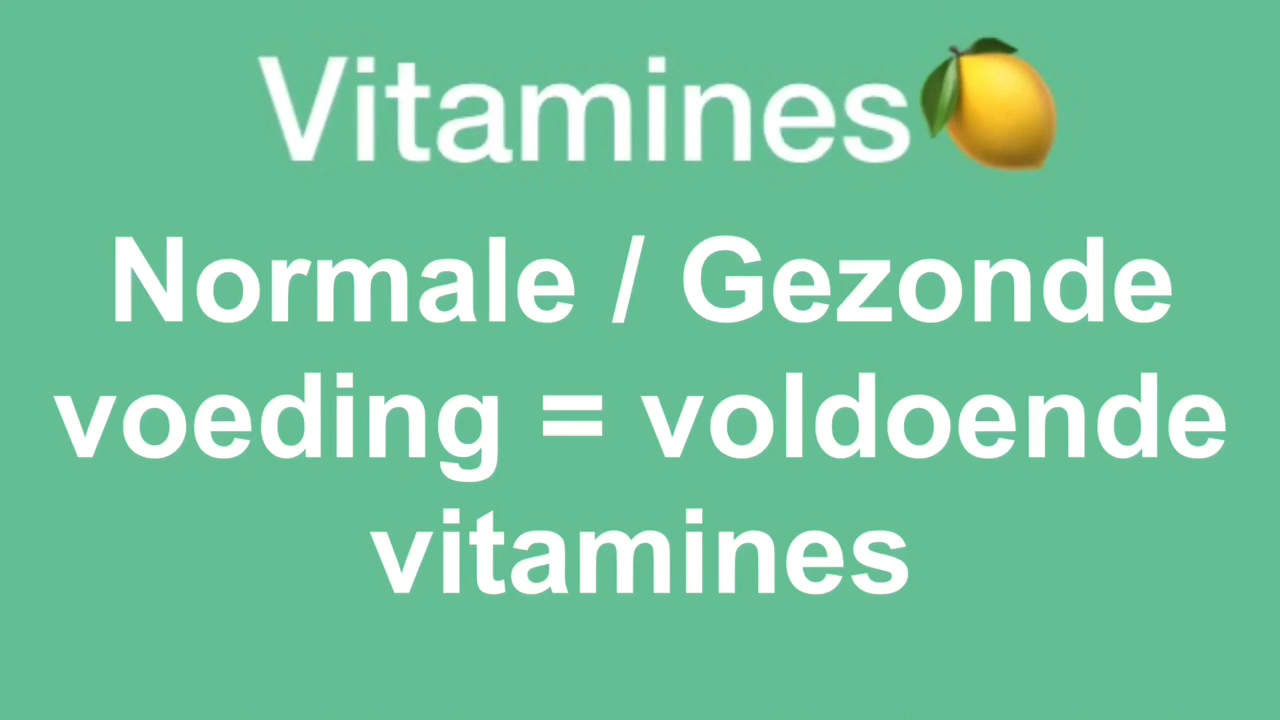 Vitamines🍋
Normale / Gezonde
voeding = voldoende
vitamines